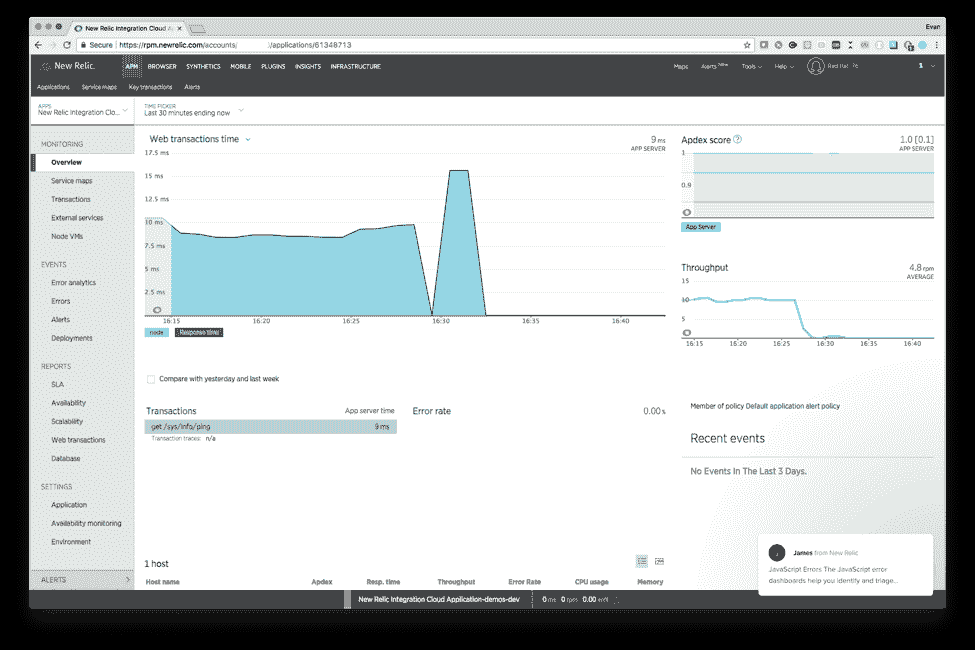 New Relic Integration Cloud A
Evan
Secure
https://rpm.newrelic.com/accounts/ :/applications/61348713
New Relic.
APM BROWSER SYNTHETICS MOBILE PLUGINS INSIGHTS INFRASTRUCTURE
Maps Alerts New Tools Help Red Hat 1
Applications Service maps Key transactions Alerts
APPS
New Relic Integration Clo...
TIME PICKER
Last 30 minutes ending now
MONITORING
Overview
Service maps
Transactions
External services
Node VMs
EVENTS
Error analytics
Errors
Alerts
Deployments
REPORTS
SLA
Availability
Scalability
Web transactions
Database
SETTINGS
Application
Availability monitoring
Environment
ALERTS
Web transactions time
9 ms
APP SERVER
17.5 ms
15 ms
12.5 ms
10 ms
7.5 ms
5 ms
2.5 ms
16:15 16:20 16:25 16:30 16:35 16:40
node Response time
Compare with yesterday and last week
Transactions
App server time
get /sys/info/ping 9 ms
Transaction traces: n/a
Error rate
0.00 %
Apdex score ?
1.0 [0.1]
APP SERVER
1
0.9
App Server
Throughput
4.8 rpm
AVERAGE
15
10
5
16:15 16:20 16:25 16:30 16:35 16:40
Member of policy Default application alert policy
Recent events
No Events In The Last 3 Days.
1 host
Host name Apdex Resp. time Throughput Error Rate CPU usage Memory
New Relic Integration Cloud Application-demos-dev 0 ms 0 rpm 0.00 err%
James from New Relic
JavaScript Errors The JavaScript error
dashboards help you identify and triage...